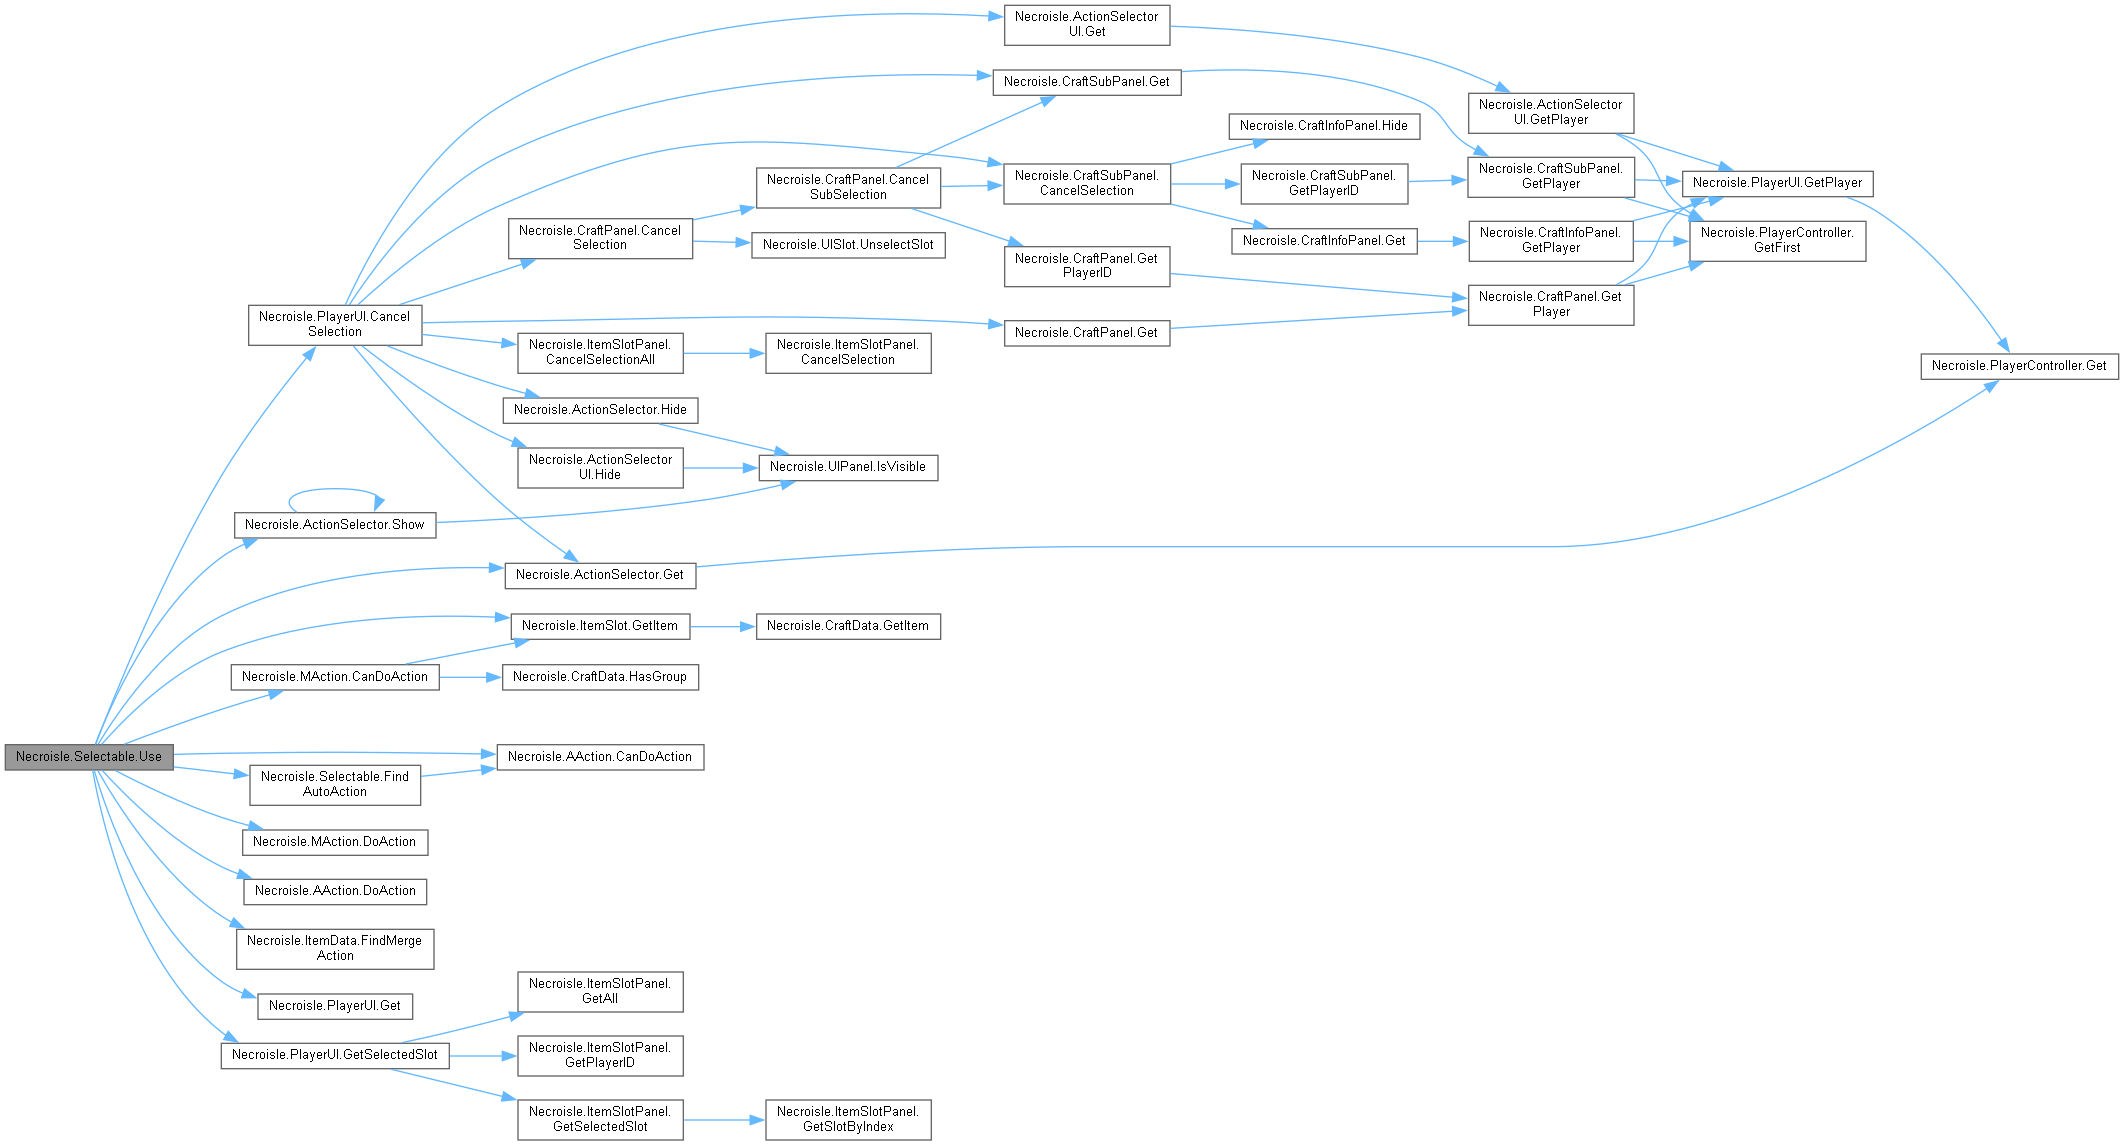 Necroisle.ActionSelector
UI.Get
Necroisle.CraftSubPanel.Get
Necroisle.ActionSelector
UI.GetPlayer
Necroisle.CraftInfoPanel.Hide
Necroisle.CraftSubPanel.
GetPlayer
Necroisle.CraftPanel.Cancel
SubSelection
Necroisle.CraftSubPanel.
CancelSelection
Necroisle.CraftSubPanel.
GetPlayerID
Necroisle.PlayerUI.GetPlayer
Necroisle.CraftPanel.Cancel
Selection
Necroisle.UISlot.UnselectSlot
Necroisle.CraftInfoPanel.Get
Necroisle.CraftInfoPanel.
GetPlayer
Necroisle.PlayerController.
GetFirst
Necroisle.CraftPanel.Get
PlayerID
Necroisle.CraftPanel.Get
Player
Necroisle.PlayerUI.Cancel
Selection
Necroisle.CraftPanel.Get
Necroisle.ItemSlotPanel.
CancelSelectionAll
Necroisle.ItemSlotPanel.
CancelSelection
Necroisle.PlayerController.Get
Necroisle.ActionSelector.Hide
Necroisle.ActionSelector
UI.Hide
Necroisle.UIPanel.IsVisible
Necroisle.ActionSelector.Show
Necroisle.ActionSelector.Get
Necroisle.ItemSlot.GetItem
Necroisle.CraftData.GetItem
Necroisle.MAction.CanDoAction
Necroisle.CraftData.HasGroup
Necroisle.Selectable.Use
Necroisle.AAction.CanDoAction
Necroisle.Selectable.Find
AutoAction
Necroisle.MAction.DoAction
Necroisle.AAction.DoAction
Necroisle.ItemData.FindMerge
Action
Necroisle.PlayerUI.Get
Necroisle.ItemSlotPanel.
GetAll
Necroisle.PlayerUI.GetSelectedSlot
Necroisle.ItemSlotPanel.
GetPlayerID
Necroisle.ItemSlotPanel.
GetSelectedSlot
Necroisle.ItemSlotPanel.
GetSlotByIndex